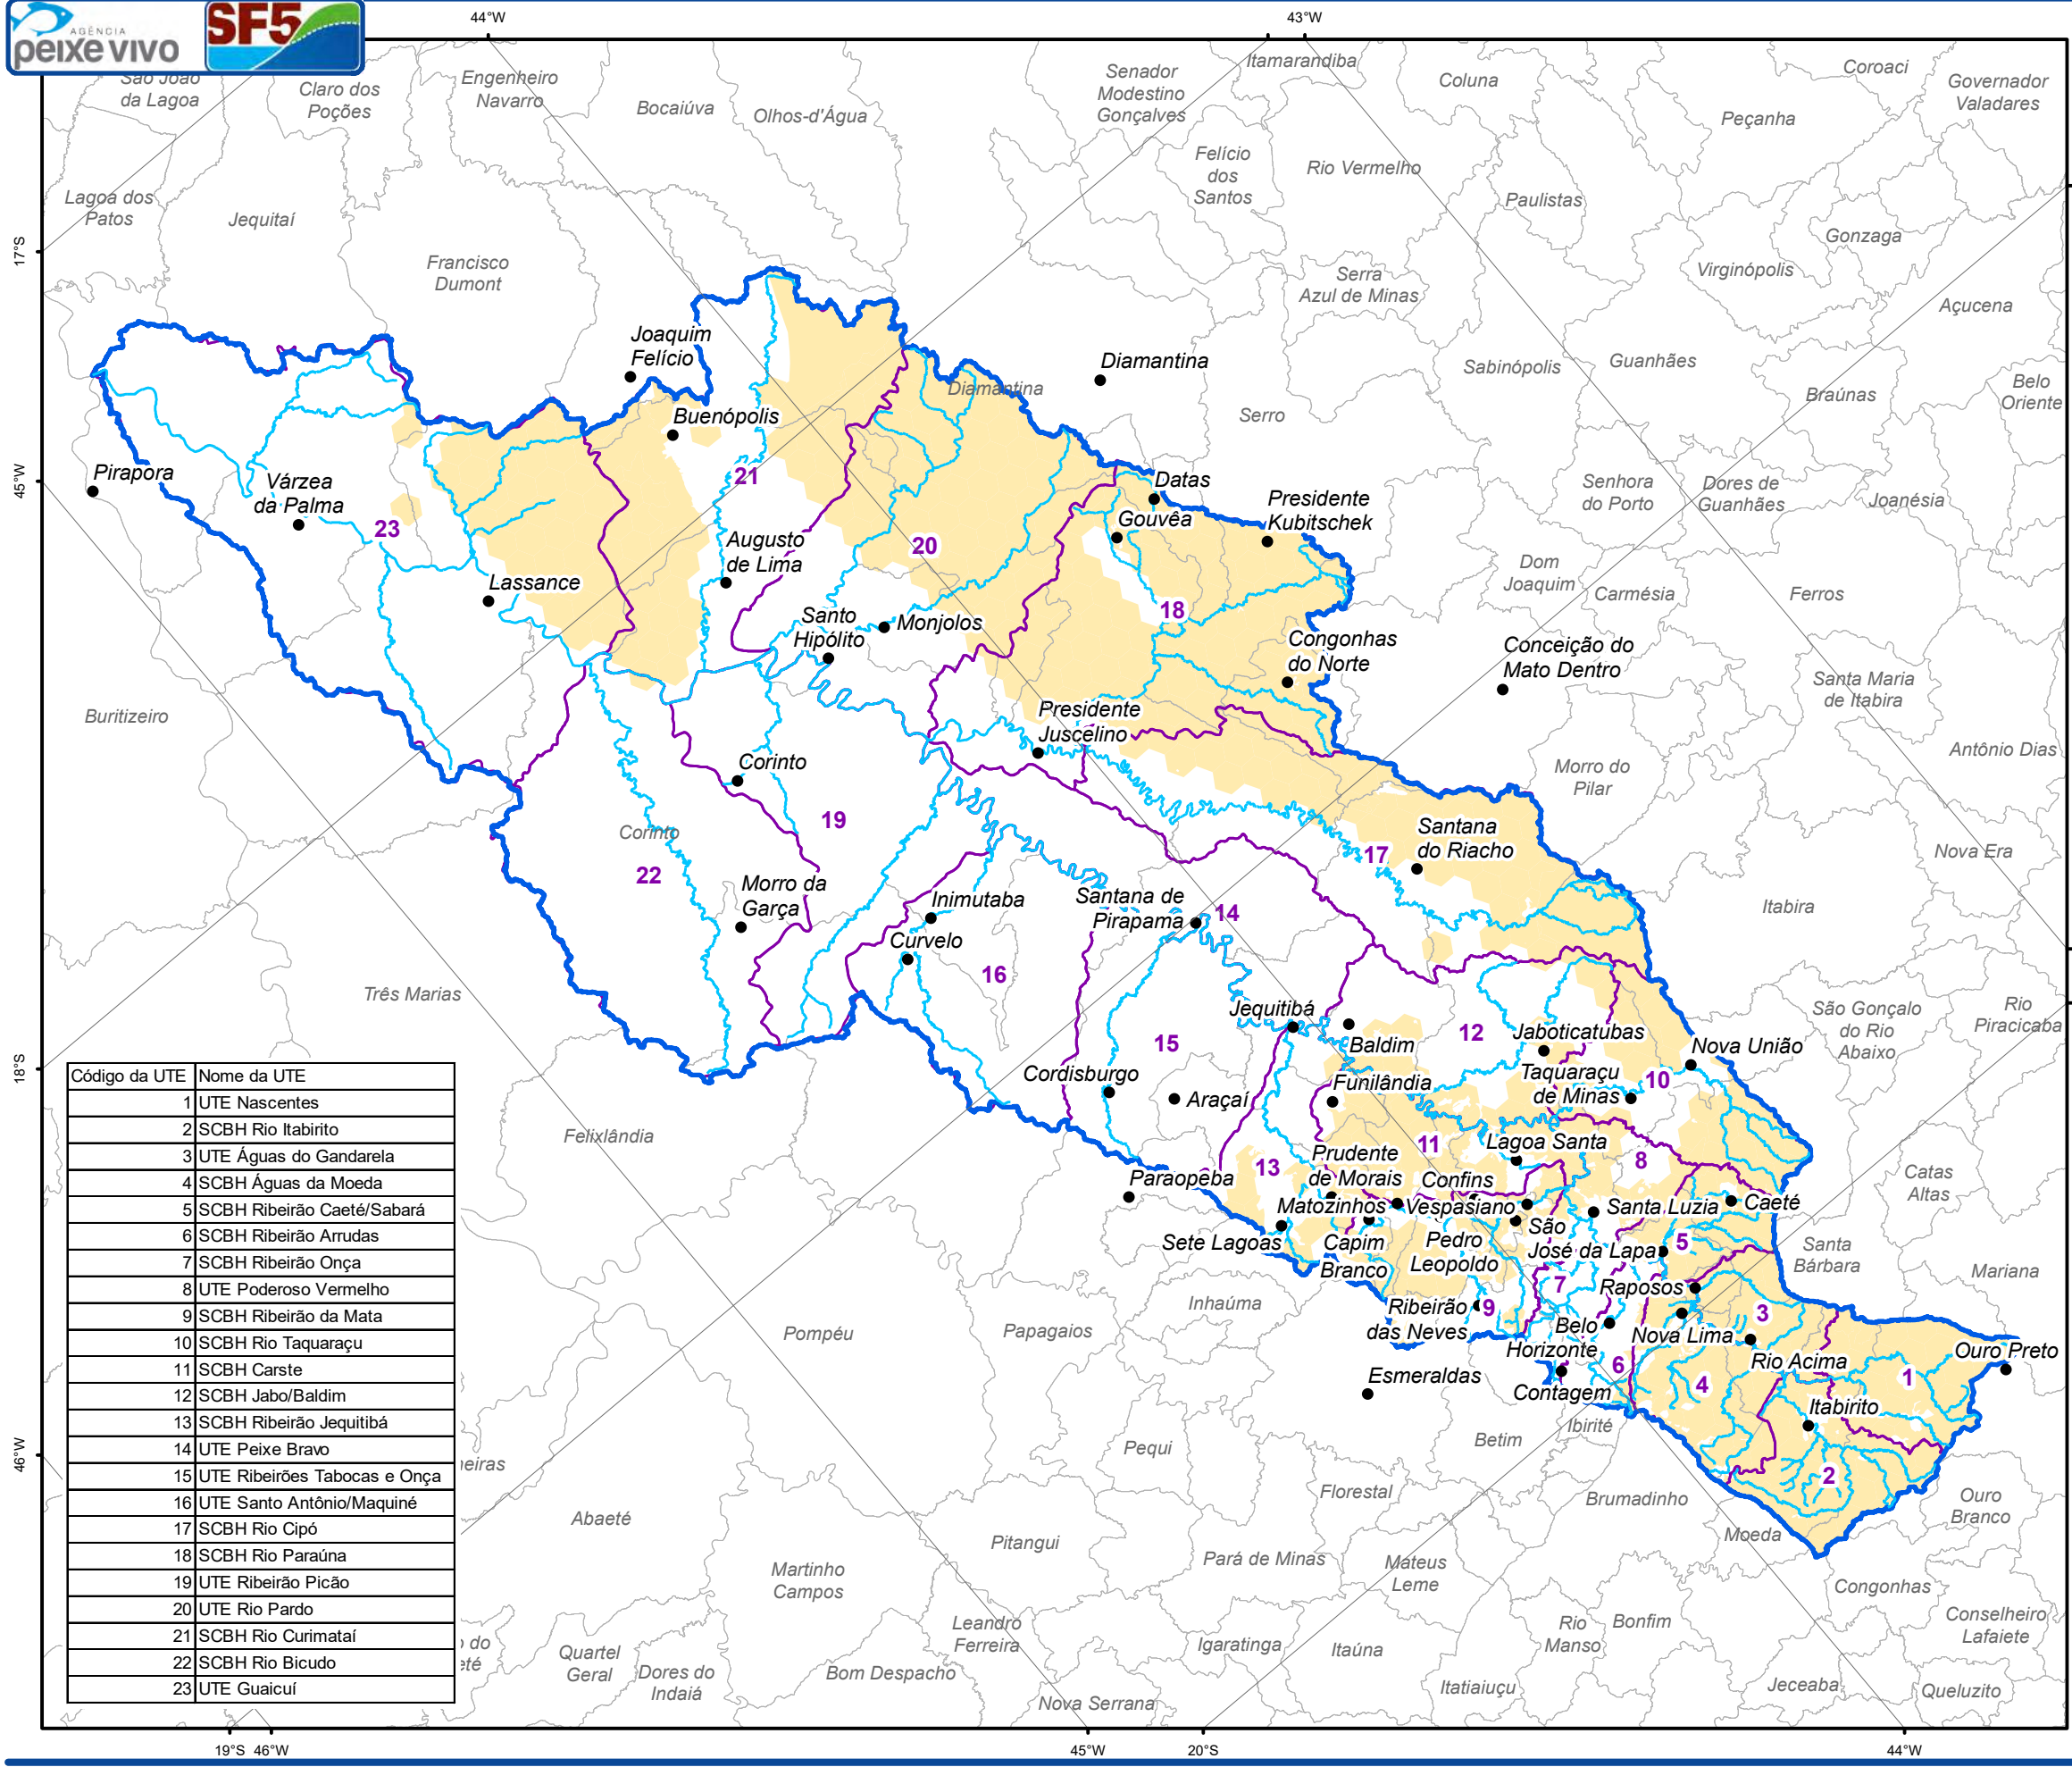 AGÊNCIA
peixe vivo
SF5
44°W
43°W
17°S
45°W
18°S
46°W
19°S 46°W
45°W
20°S
44°W
São João
da Lagoa
Claro dos
Poções
Engenheiro
Navarro
Bocaiúva
Olhos-d'Água
Senador
Modestino
Gonçalves
Itamarandiba
Coluna
Coroaci
Governador
Valadares
Peçanha
Felício
dos
Santos
Rio Vermelho
Paulistas
Lagoa dos
Patos
Jequitaí
Francisco
Dumont
Gonzaga
Virginópolis
Serra
Azul de Minas
Açucena
Joaquim
Felício
Diamantina
Diamantina
Sabinópolis
Guanhães
Braúnas
Belo
Oriente
Serro
Buenópolis
Pirapora
Várzea
da Palma
21
Datas
Presidente
Kubitschek
Gouvêa
Senhora
do Porto
Dores de
Guanhães
Joanésia
23
20
Augusto
de Lima
Lassance
Dom
Joaquim
Carmésia
Ferros
18
Santo
Hipólito
Monjolos
Congonhas
do Norte
Conceição do
Mato Dentro
Santa Maria
de Itabira
Buritizeiro
Presidente
Juscelino
Antônio Dias
Corinto
Morro do
Pilar
19
Corinto
Santana
do Riacho
17
Nova Era
22
Morro da
Garça
Inimutaba
Santana de
Pirapama
14
Itabira
Curvelo
16
Três Marias
Jequitibá
Baldim
12
Jaboticatubas
Nova União
São Gonçalo
do Rio
Abaixo
Rio
Piracicaba
15
Cordisburgo
Araçaí
Funilândia
Taquaraçu
de Minas
10
Felixlândia
11
Lagoa Santa
8
13
Prudente
de Morais
Confins
Paraopeba
Matozinhos
Vespasiano
Santa Luzia
Caeté
Catas
Altas
Sete Lagoas
Capim
Branco
Pedro
Leopoldo
São
José da Lapa
5
Santa
Bárbara
Mariana
Raposos
7
Inhaúma
Ribeirão
das Neves
9
Belo
Horizonte
Nova Lima
3
Pompéu
Papagaios
Rio Acima
Ouro Preto
6
4
1
Esmeraldas
Contagem
Itabirito
Ibirité
Betim
Pequi
2
Florestal
Brumadinho
Ouro
Branco
Moeda
eiras
Abaeté
Pitangui
Pará de Minas
Mateus
Leme
Martinho
Campos
Congonhas
Leandro
Ferreira
Igaratinga
Itaúna
Rio
Manso
Bonfim
Conselheiro
Lafaiete
do
eté
Quartel
Geral
Dores do
Indaiá
Bom Despacho
Nova Serrana
Itatiaiuçu
Jeceaba
Queluzito
Código da UTE Nome da UTE
1 UTE Nascentes
2 SCBH Rio Itabirito
3 UTE Águas do Gandarela
4 SCBH Águas da Moeda
5 SCBH Ribeirão Caeté/Sabará
6 SCBH Ribeirão Arrudas
7 SCBH Ribeirão Onça
8 UTE Poderoso Vermelho
9 SCBH Ribeirão da Mata
10 SCBH Rio Taquaraçu
11 SCBH Carste
12 SCBH Jabo/Baldim
13 SCBH Ribeirão Jequitibá
14 UTE Peixe Bravo
15 UTE Ribeirões Tabocas e Onça
16 UTE Santo Antônio/Maquiné
17 SCBH Rio Cipó
18 SCBH Rio Paraúna
19 UTE Ribeirão Picão
20 UTE Rio Pardo
21 SCBH Rio Curimataí
22 SCBH Rio Bicudo
23 UTE Guaicuí